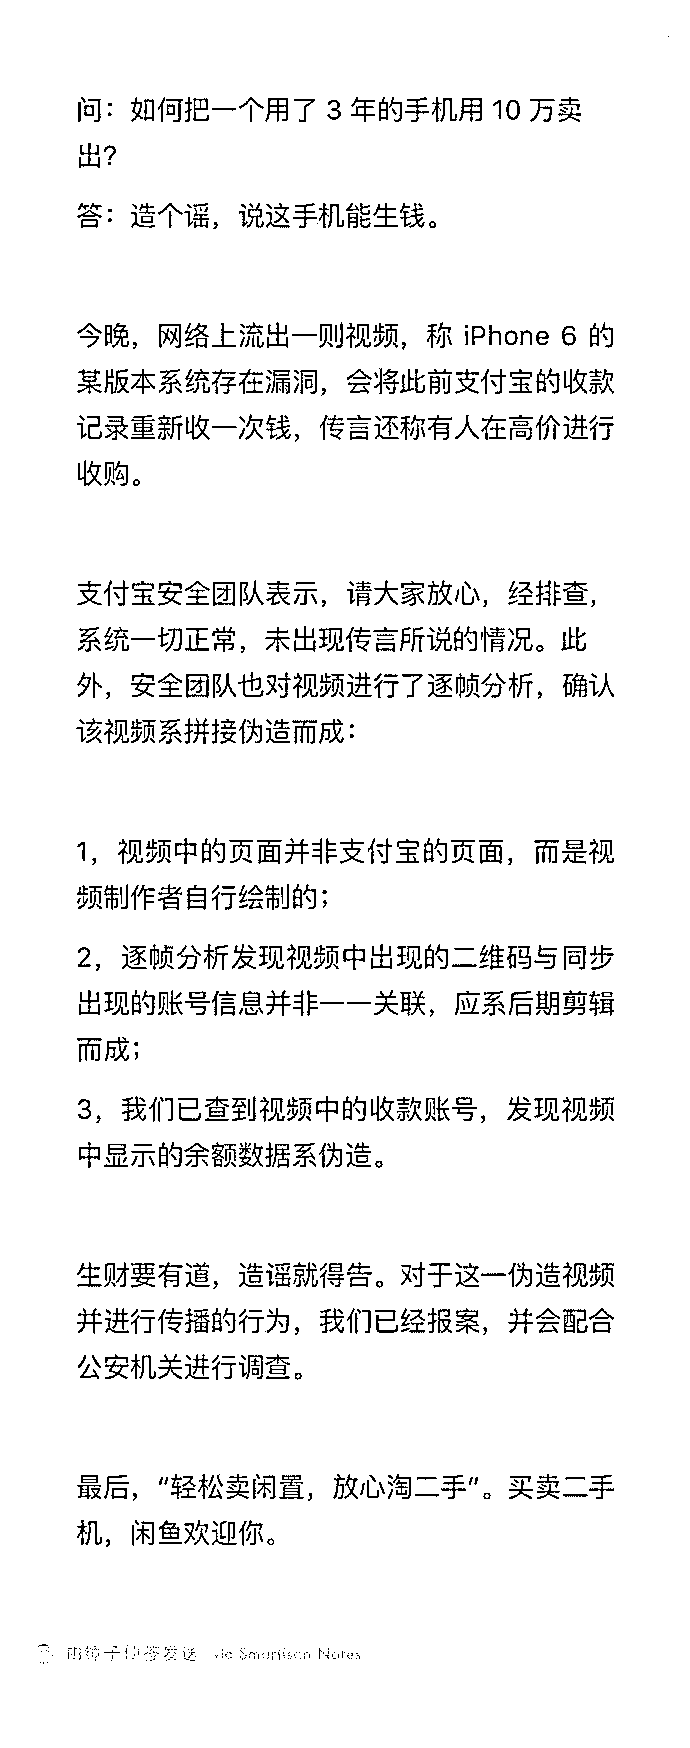 问：如何把一个用了 3 年的手机用 10 万卖
出？
答：造个谣，说这手机能生钱。
今晚，网络上流出一则视频，称 iPhone 6 的
某版本系统存在漏洞，会将此前支付宝的收款
记录重新收一次钱，传言还称有人在高价进行
收购。
支付宝安全团队表示，请大家放心，经排查，
系统一切正常，未出现传言所说的情况。此
外，安全团队也对视频进行了逐帧分析，确认
该视频系拼接伪造而成：
1，视频中的页面并非支付宝的页面，而是视
频制作者自行绘制的；
2，逐帧分析发现视频中出现的二维码与同步
出现的账号信息并非一一关联，应系后期剪辑
而成；
3，我们已查到视频中的收款账号，发现视频
中显示的余额数据系伪造。
生财要有道，造谣就得告。对于这一伪造视频
并进行传播的行为，我们已经报案，并会配合
公安机关进行调查。
最后，“轻松卖闲置，放心淘二手”。买卖二手
机，闲鱼欢迎你。
由锤子便签发送 via Smartisan Notes